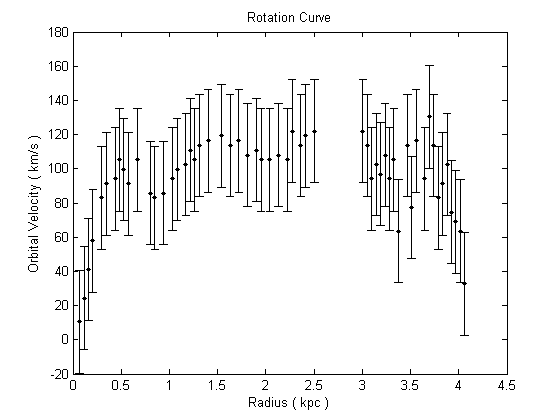 Rotation Curve
Orbital Velocity ( km/s )
180
160
140
120
100
80
60
40
20
0
-20
0 0.5 1 1.5 2 2.5 3 3.5 4 4.5
Radius ( kpc )